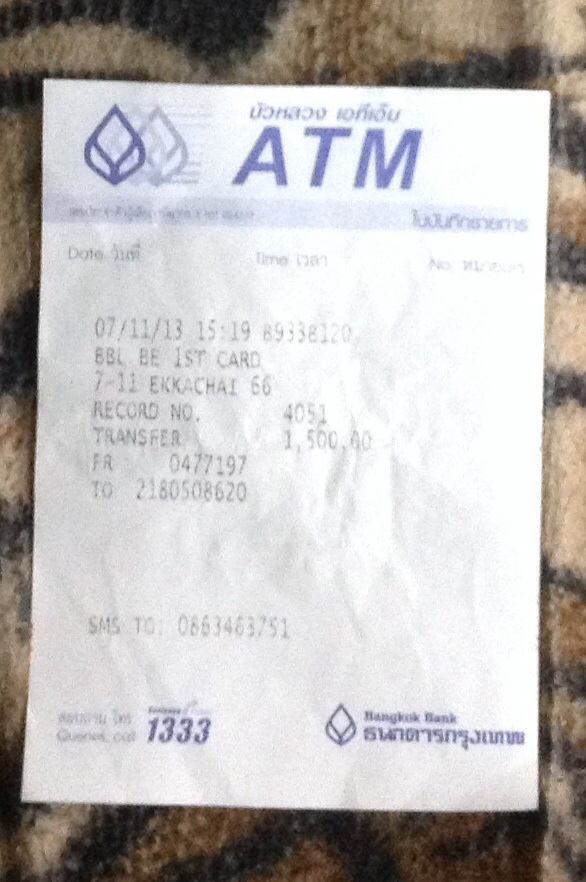 บัวหลวง เอทีเอ็ม
ATM
ใบบันทึกรายการ
Date วันที่ Time เวลา No. หมายเลข
07/11/13 15:19 B9338120
BBL BE 1ST CARD
7-11 EKKACHAI 66
RECORD NO. 4051
TRANSFER 1,500.00
FR 0477197
TO 2180508620
SMS TO: 0863463751
สอบถาม โทร.
Queries, call 1333
Bangkok Bank
ธนาคารกรุงเทพ